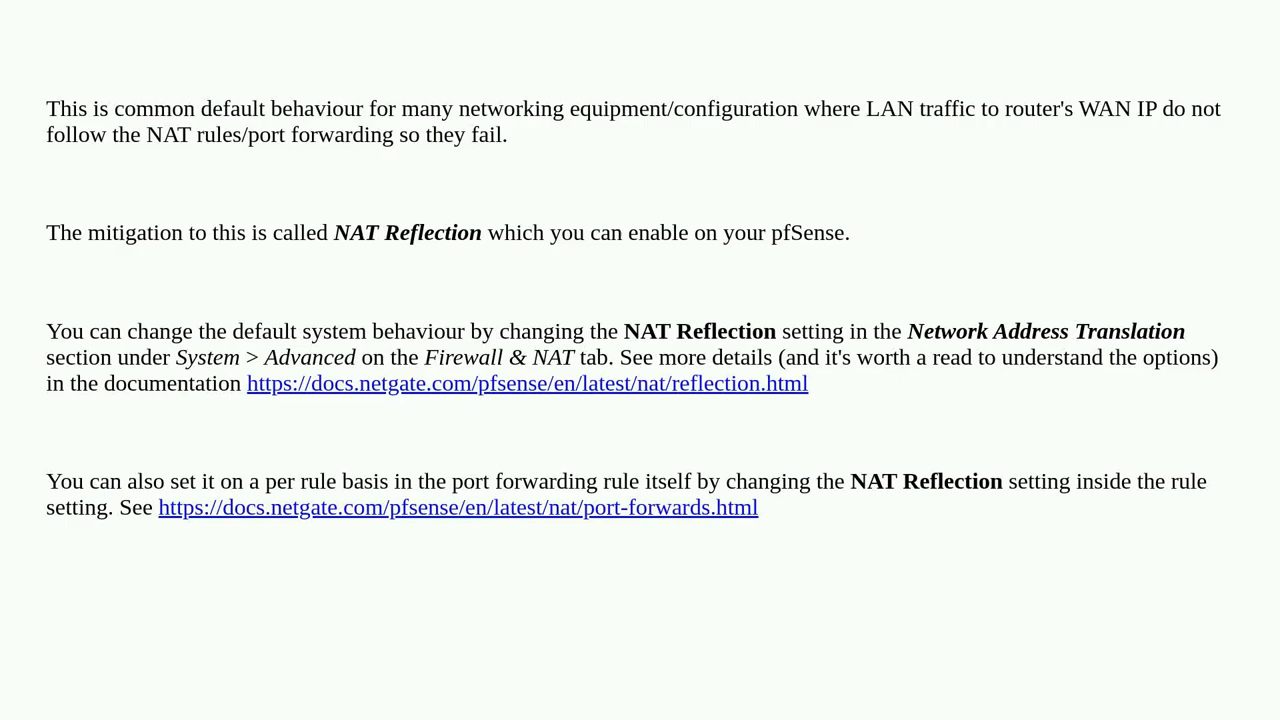 This is common default behaviour for many networking equipment/configuration where LAN traffic to router's WAN IP do not
follow the NAT rules/port forwarding so they fail.
The mitigation to this is called NAT Reflection which you can enable on your pfSense.
You can change the default system behaviour by changing the NAT Reflection setting in the Network Address Translation
section under System > Advanced on the Firewall & NAT tab. See more details (and it's worth a read to understand the options)
in the documentation https://docs.netgate.com/pfsense/en/latest/nat/reflection.html
You can also set it on a per rule basis in the port forwarding rule itself by changing the NAT Reflection setting inside the rule
setting. See https://docs.netgate.com/pfsense/en/latest/nat/port-forwards.html